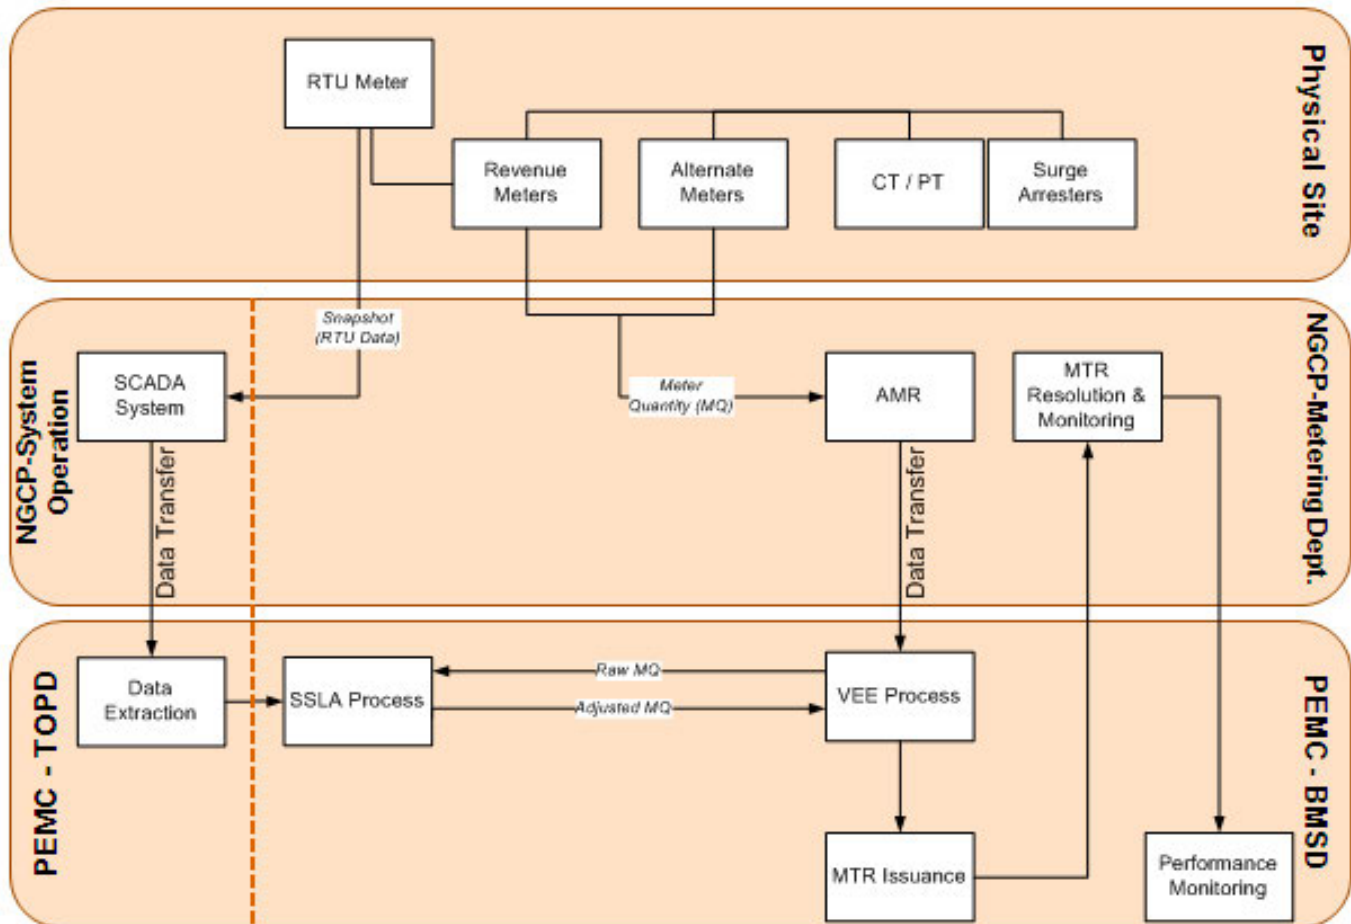 RTU Meter
Physical Site
Revenue
Meters
Alternate
Meters
CT / PT
Surge
Arresters
Snapshot
(RTU Data)
NGCP-System
Operation
SCADA
System
Meter
Quantity (MQ)
AMR
MTR
Resolution &
Monitoring
NGCP-Metering Dept.
Data Transfer
Data Transfer
PEMC - TOPD
Data
Extraction
SSLA Process
Raw MQ
Adjusted MQ
VEE Process
PEMC - BMSD
MTR Issuance
Performance
Monitoring